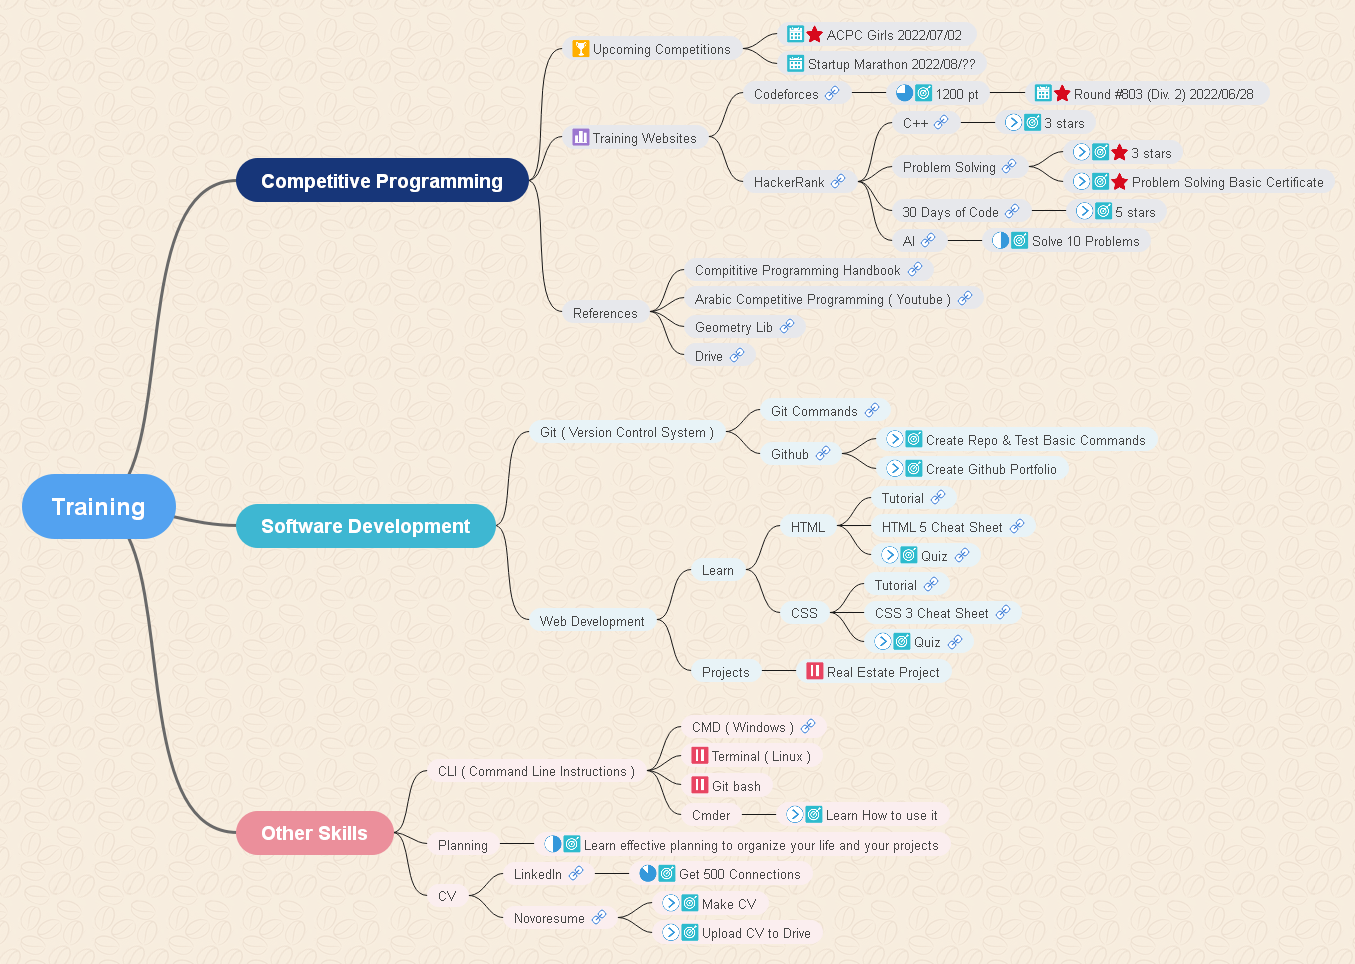 Training
Competitive Programming
Upcoming Competitions
ACPC Girls 2022/07/02
Startup Marathon 2022/08/??
Training Websites
Codeforces
1200 pt
Round #803 (Div. 2) 2022/06/28
HackerRank
C++
3 stars
Problem Solving
3 stars
Problem Solving Basic Certificate
30 Days of Code
5 stars
AI
Solve 10 Problems
References
Compititive Programming Handbook
Arabic Competitive Programming ( Youtube )
Geometry Lib
Drive
Software Development
Git ( Version Control System )
Git Commands
Github
Create Repo & Test Basic Commands
Create Github Portfolio
Web Development
Learn
HTML
Tutorial
HTML 5 Cheat Sheet
Quiz
CSS
Tutorial
CSS 3 Cheat Sheet
Quiz
Projects
Real Estate Project
Other Skills
CLI ( Command Line Instructions )
CMD ( Windows )
Terminal ( Linux )
Git bash
Cmder
Learn How to use it
Planning
Learn effective planning to organize your life and your projects
CV
LinkedIn
Get 500 Connections
Novoresume
Make CV
Upload CV to Drive